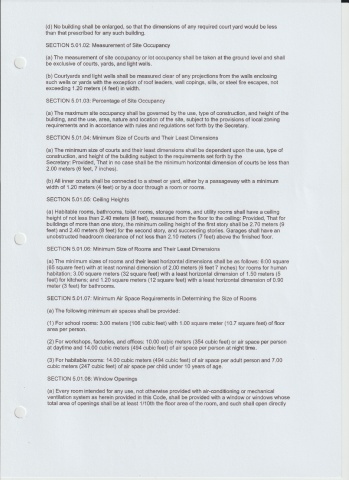 (d) No building shall be enlarged, so that the dimensions of any required court yard would be less
than that prescribed for any such building.
SECTION 5.01.02: Measurement of Site Occupancy
(a) The measurement of site occupancy or lot occupancy shall be taken at the ground level and shall
be exclusive of courts, yards, and light wells.
(b) Courtyards and light wells shall be measured clear of any projections from the walls enclosing
such wells or yards with the exception of roof leaders, wall copings, sills, or steel fire escapes, not
exceeding 1.20 meters (4 feet) in width.
SECTION 5.01.03: Percentage of Site Occupancy
(a) The maximum site occupancy shall be governed by the use, type of construction, and height of the
building, and the use, area, nature and location of the site, subject to the provisions of local zoning
requirements and in accordance with rules and regulations set forth by the Secretary.
SECTION 5.01.04: Minimum Size of Courts and Their Least Dimensions
(a) The minimum size of courts and their least dimensions shall be dependent upon the use, type of
construction, and height of the building subject to the requirements set forth by the
Secretary: Provided, That in no case shall be the minimum horizontal dimension of courts be less than
2.00 meters (6 feet, 7 inches).
(b) All inner courts shall be connected to a street or yard, either by a passageway with a minimum
width of 1.20 meters (4 feet) or by a door through a room or rooms.
SECTION 5.01.05: Ceiling Heights
(a) Habitable rooms, bathrooms, toilet rooms, storage rooms, and utility rooms shall have a ceiling
height of not less than 2.40 meters (8 feet), measured from the floor to the ceiling: Provided, That for
buildings of more than one story, the minimum ceiling height of the first story shall be 2.70 meters (9
feet) and 2.40 meters (8 feet) for the second story, and succeeding stories. Garages shall have an
unobstructed headroom clearance of not less than 2.10 meters (7 feet) above the finished floor.
SECTION 5.01.06: Minimum Size of Rooms and Their Least Dimensions
(a) The minimum sizes of rooms and their least horizontal dimensions shall be as follows: 6.00 square
(65 square feet) with at least nominal dimension of 2.00 meters (6 feet 7 inches) for rooms for human
habitation; 3.00 square meters (32 square feet) with a least horizontal dimension of 1.50 meters (5
feet) for kitchens; and 1.20 square meters (12 square feet) with a least horizontal dimension of 0.90
meter (3 feet) for bathrooms.
SECTION 5.01.07: Minimum Air Space Requirements in Determining the Size of Rooms
(a) The following minimum air spaces shall be provided:
(1) For school rooms: 3.00 meters (106 cubic feet) with 1.00 square meter (10.7 square feet) of floor
area per person.
(2) For workshops, factories, and offices: 10.00 cubic meters (354 cubic feet) or air space per person
at daytime and 14.00 cubic meters (494 cubic feet) of air space per person at night time.
(3) For habitable rooms: 14.00 cubic meters (494 cubic feet) of air space per adult person and 7.00
cubic meters (247 cubic feet) of air space per child under 10 years of age.
SECTION 5.01.08: Window Openings
(a) Every room intended for any use, not otherwise provided with air-conditioning or mechanical
ventilation system as herein provided in this Code, shall be provided with a window or windows whose
total area of openings shall be at least 1/10th the floor area of the room, and such shall open directly